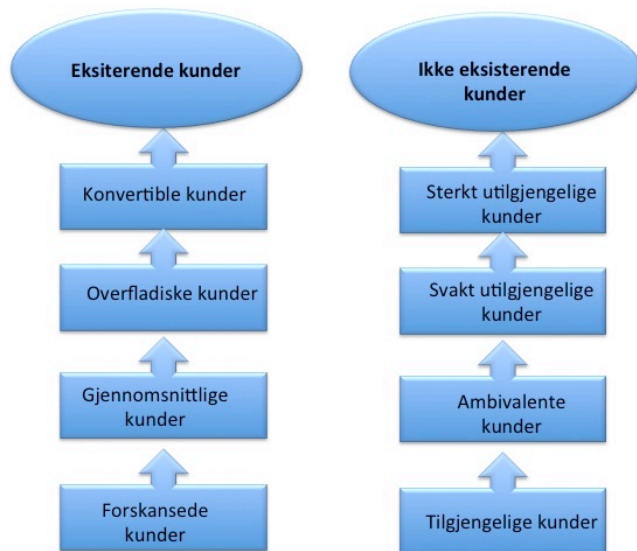 Eksiterende kunder
Konvertible kunder
Overfladiske kunder
Gjennomsnittlige
kunder
Forskansede
kunder
Ikke eksisterende
kunder
Sterkt utilgjengelige
kunder
Svakt utilgjengelige
kunder
Ambivalente
kunder
Tilgjengelige kunder